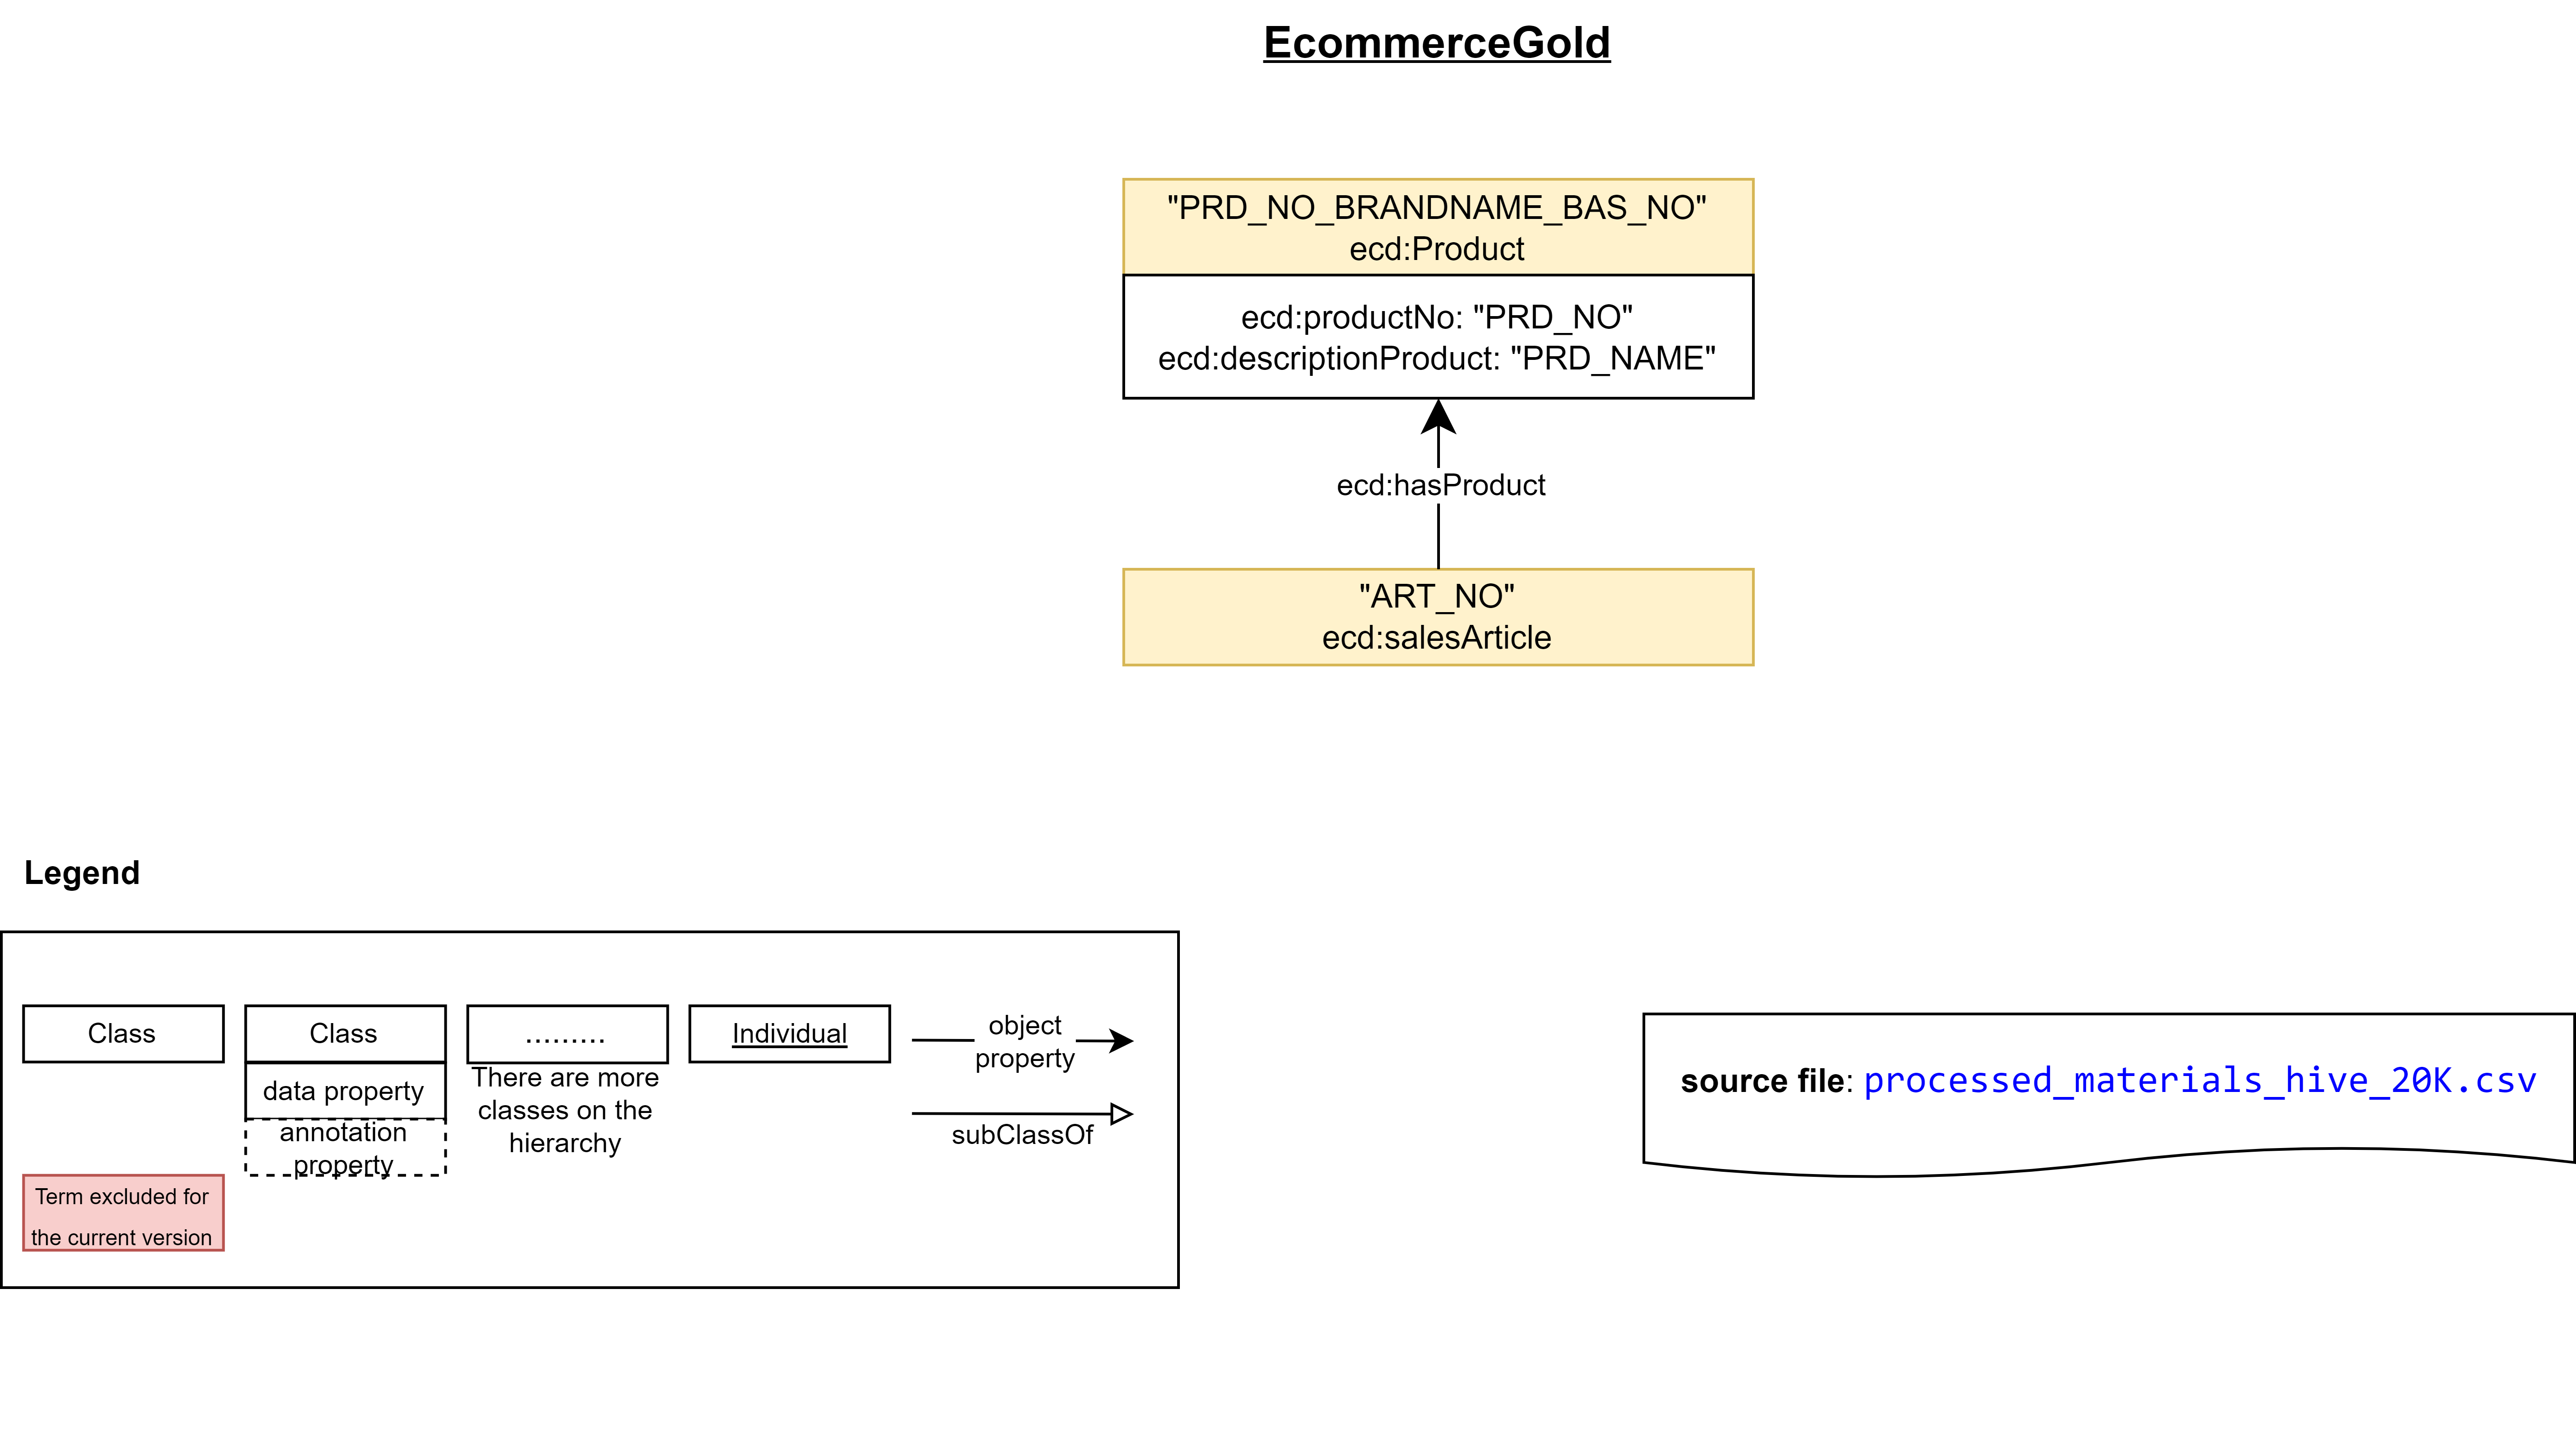 EcommerceGold
"PRD_NO_BRANDNAME_BAS_NO"
ecd:Product
ecd:productNo: "PRD_NO"
ecd:descriptionProduct: "PRD_NAME"
ecd:hasProduct
"ART_NO"
ecd:salesArticle
Legend
Class
Class
data property
annotation
property
.........
There are more
classes on the
hierarchy
Individual
object
property
subClassOf
Term excluded for
the current version
source file: processed_materials_hive_20K.csv